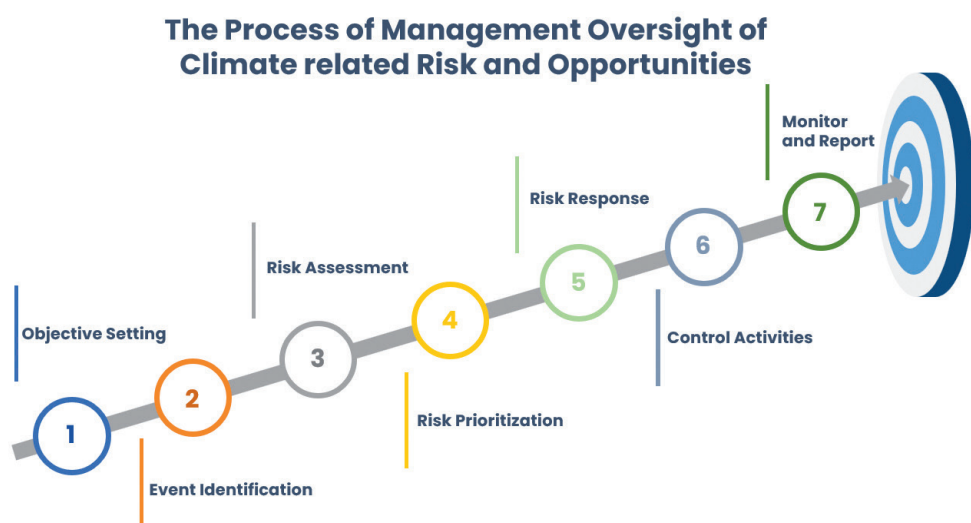 The Process of Management Oversight of
Climate related Risk and Opportunities
1
Objective Setting
2
Event Identification
3
Risk Assessment
4
Risk Prioritization
5
Risk Response
6
Control Activities
7
Monitor
and Report